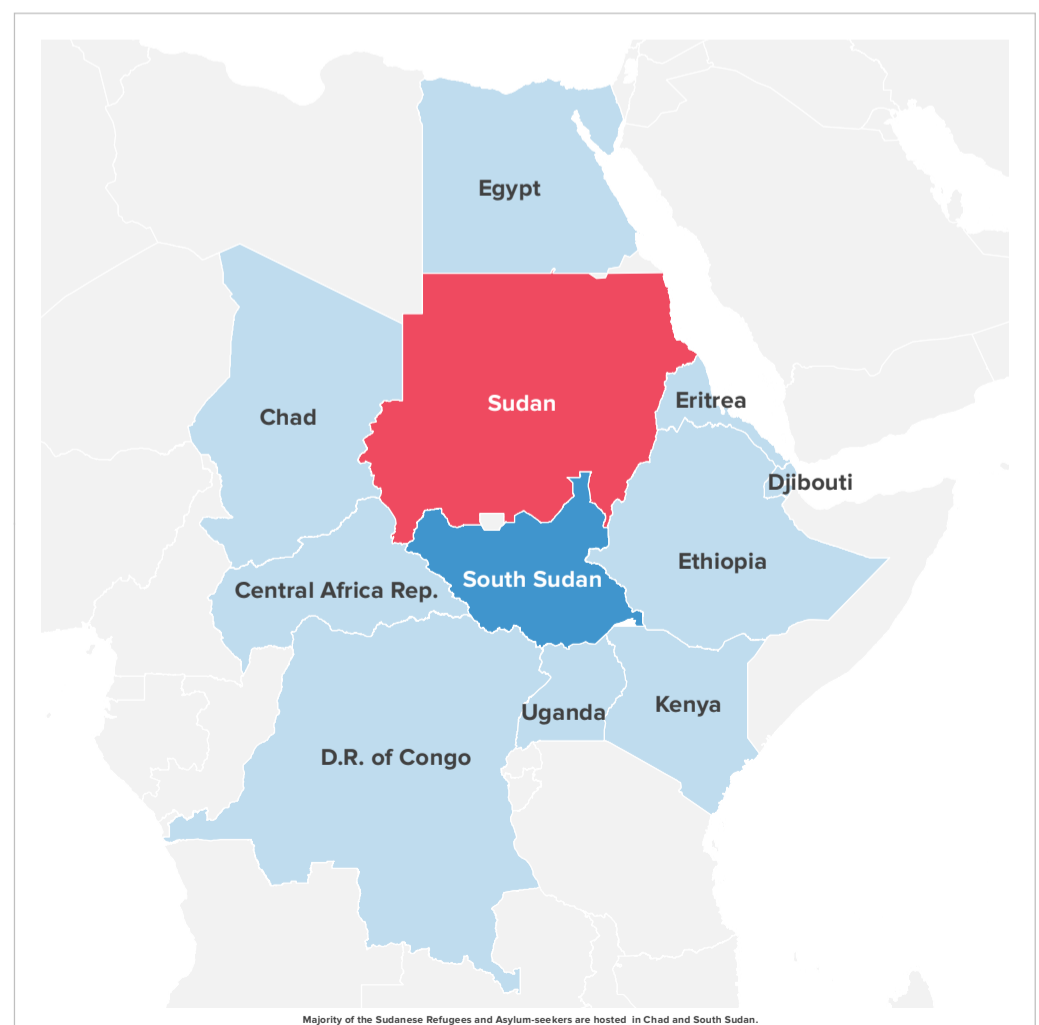 Egypt
Sudan
Eritrea
Chad
Djibouti
Ethiopia
South Sudan
Central Africa Rep.
Kenya
Uganda
D.R. of Congo
Majority of the Sudanese Refugees and Asylum-seekers are hosted in Chad and South Sudan.